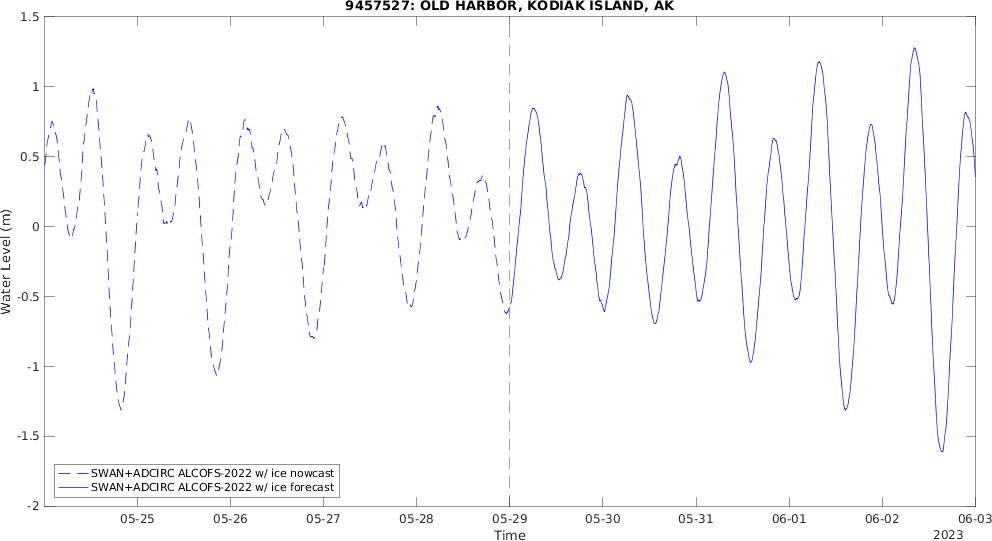 9457527: OLD HARBOR, KODIAK ISLAND, AK
1.5
1
0.5
0
-0.5
-1
-1.5
-2
Water Level (m)
SWAN+ADCIRC ALCOFS-2022 w/ ice nowcast
SWAN+ADCIRC ALCOFS-2022 w/ ice forecast
05-25 05-26 05-27 05-28 05-29 05-30 05-31 06-01 06-02 06-03
Time
2023